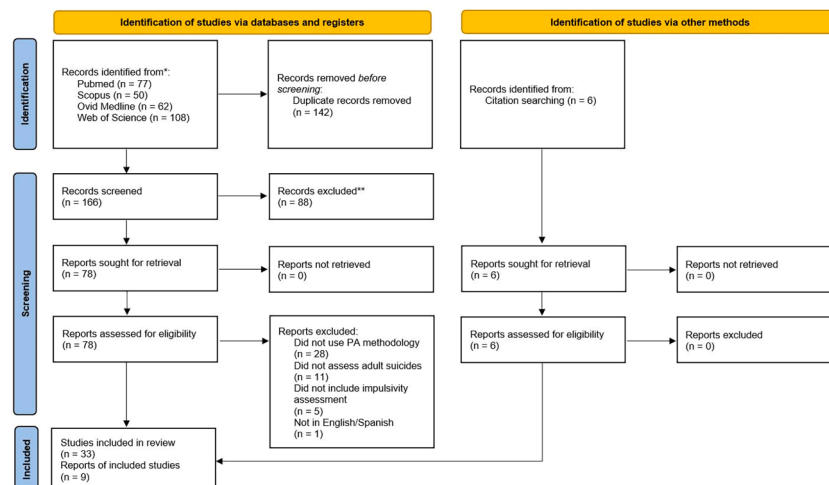 Identification of studies via databases and registers
Identification of studies via other methods
Identification
Records identified from*:
Pubmed (n = 77)
Scopus (n = 50)
Ovid Medline (n = 62)
Web of Science (n = 108)
Records removed before
screening:
Duplicate records removed
(n = 142)
Records identified from:
Citation searching (n = 6)
Screening
Records screened
(n = 166)
Records excluded**
(n = 88)
Reports sought for retrieval
(n = 78)
Reports not retrieved
(n = 0)
Reports sought for retrieval
(n = 6)
Reports not retrieved
(n = 0)
Reports assessed for eligibility
(n = 78)
Reports excluded:
Did not use PA methodology
(n = 28)
Did not assess adult suicides
(n = 11)
Did not include impulsivity
assessment
(n = 5)
Not in English/Spanish
(n = 1)
Reports assessed for eligibility
(n = 6)
Reports excluded
(n = 0)
Included
Studies included in review
(n = 33)
Reports of included studies
(n = 9)